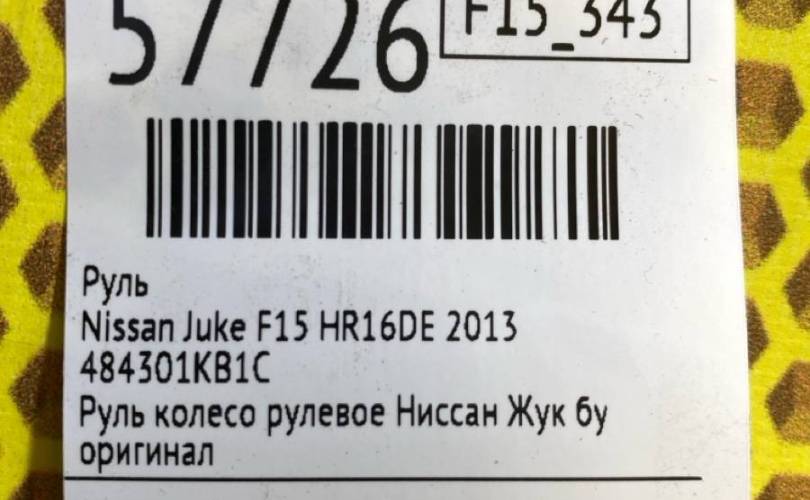 57726
F15_343
Руль
Nissan Juke F15 HR16DE 2013
484301KB1C
Руль колесо рулевое Ниссан Жук бу
оригинал